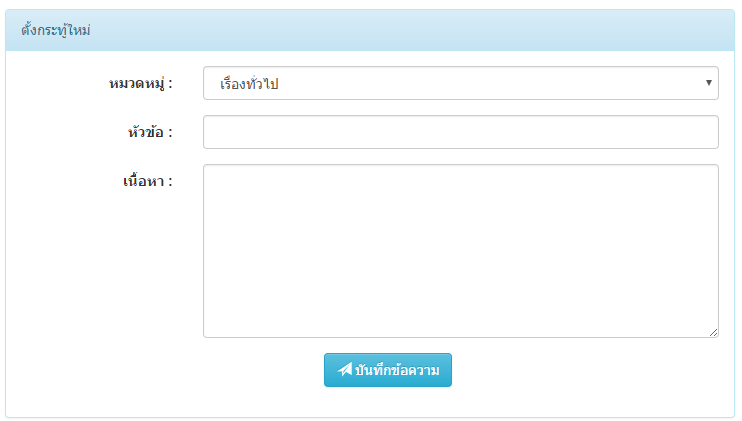 ตั้งกระทู้ใหม่
หมวดหมู่ : เรื่องทั่วไป
หัวข้อ :
เนื้อหา :
บันทึกข้อความ